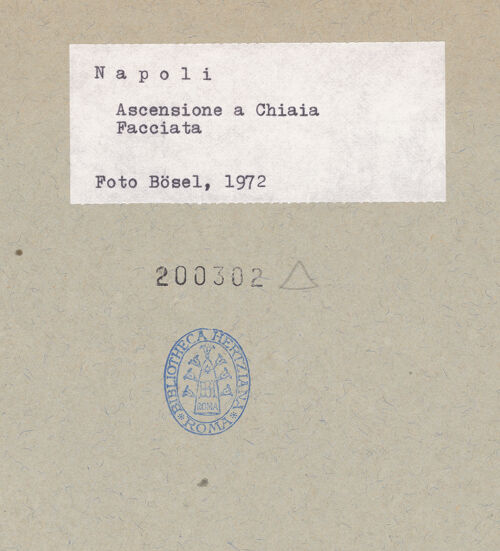 Napoli
Ascensione a Chiaia
Facciata
Foto Bösel, 1972
200302
BIBLIOTHECA HERTZIANA
ROMA
ROMA